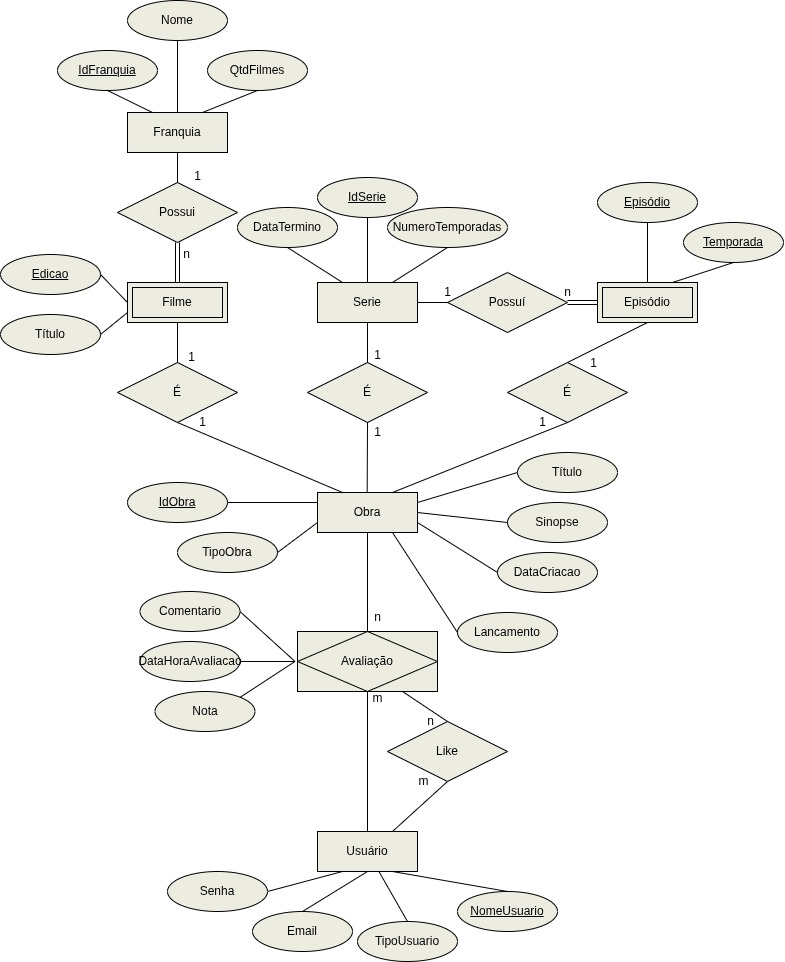 Nome
IdFranquia
QtdFilmes
Franquia
1
Possui
n
IdSerie
DataTermino
NumeroTemporadas
Episódio
Temporada
Edicao
Título
Filme
Serie
1
Possuí
n
Episódio
1
É
1
1
É
1
1
É
1
IdObra
TipoObra
Obra
Título
Sinopse
DataCriacao
Lancamento
n
Comentario
DataHoraAvaliacao
Nota
Avaliação
m
n
Like
m
Usuário
Senha
Email
TipoUsuario
NomeUsuario